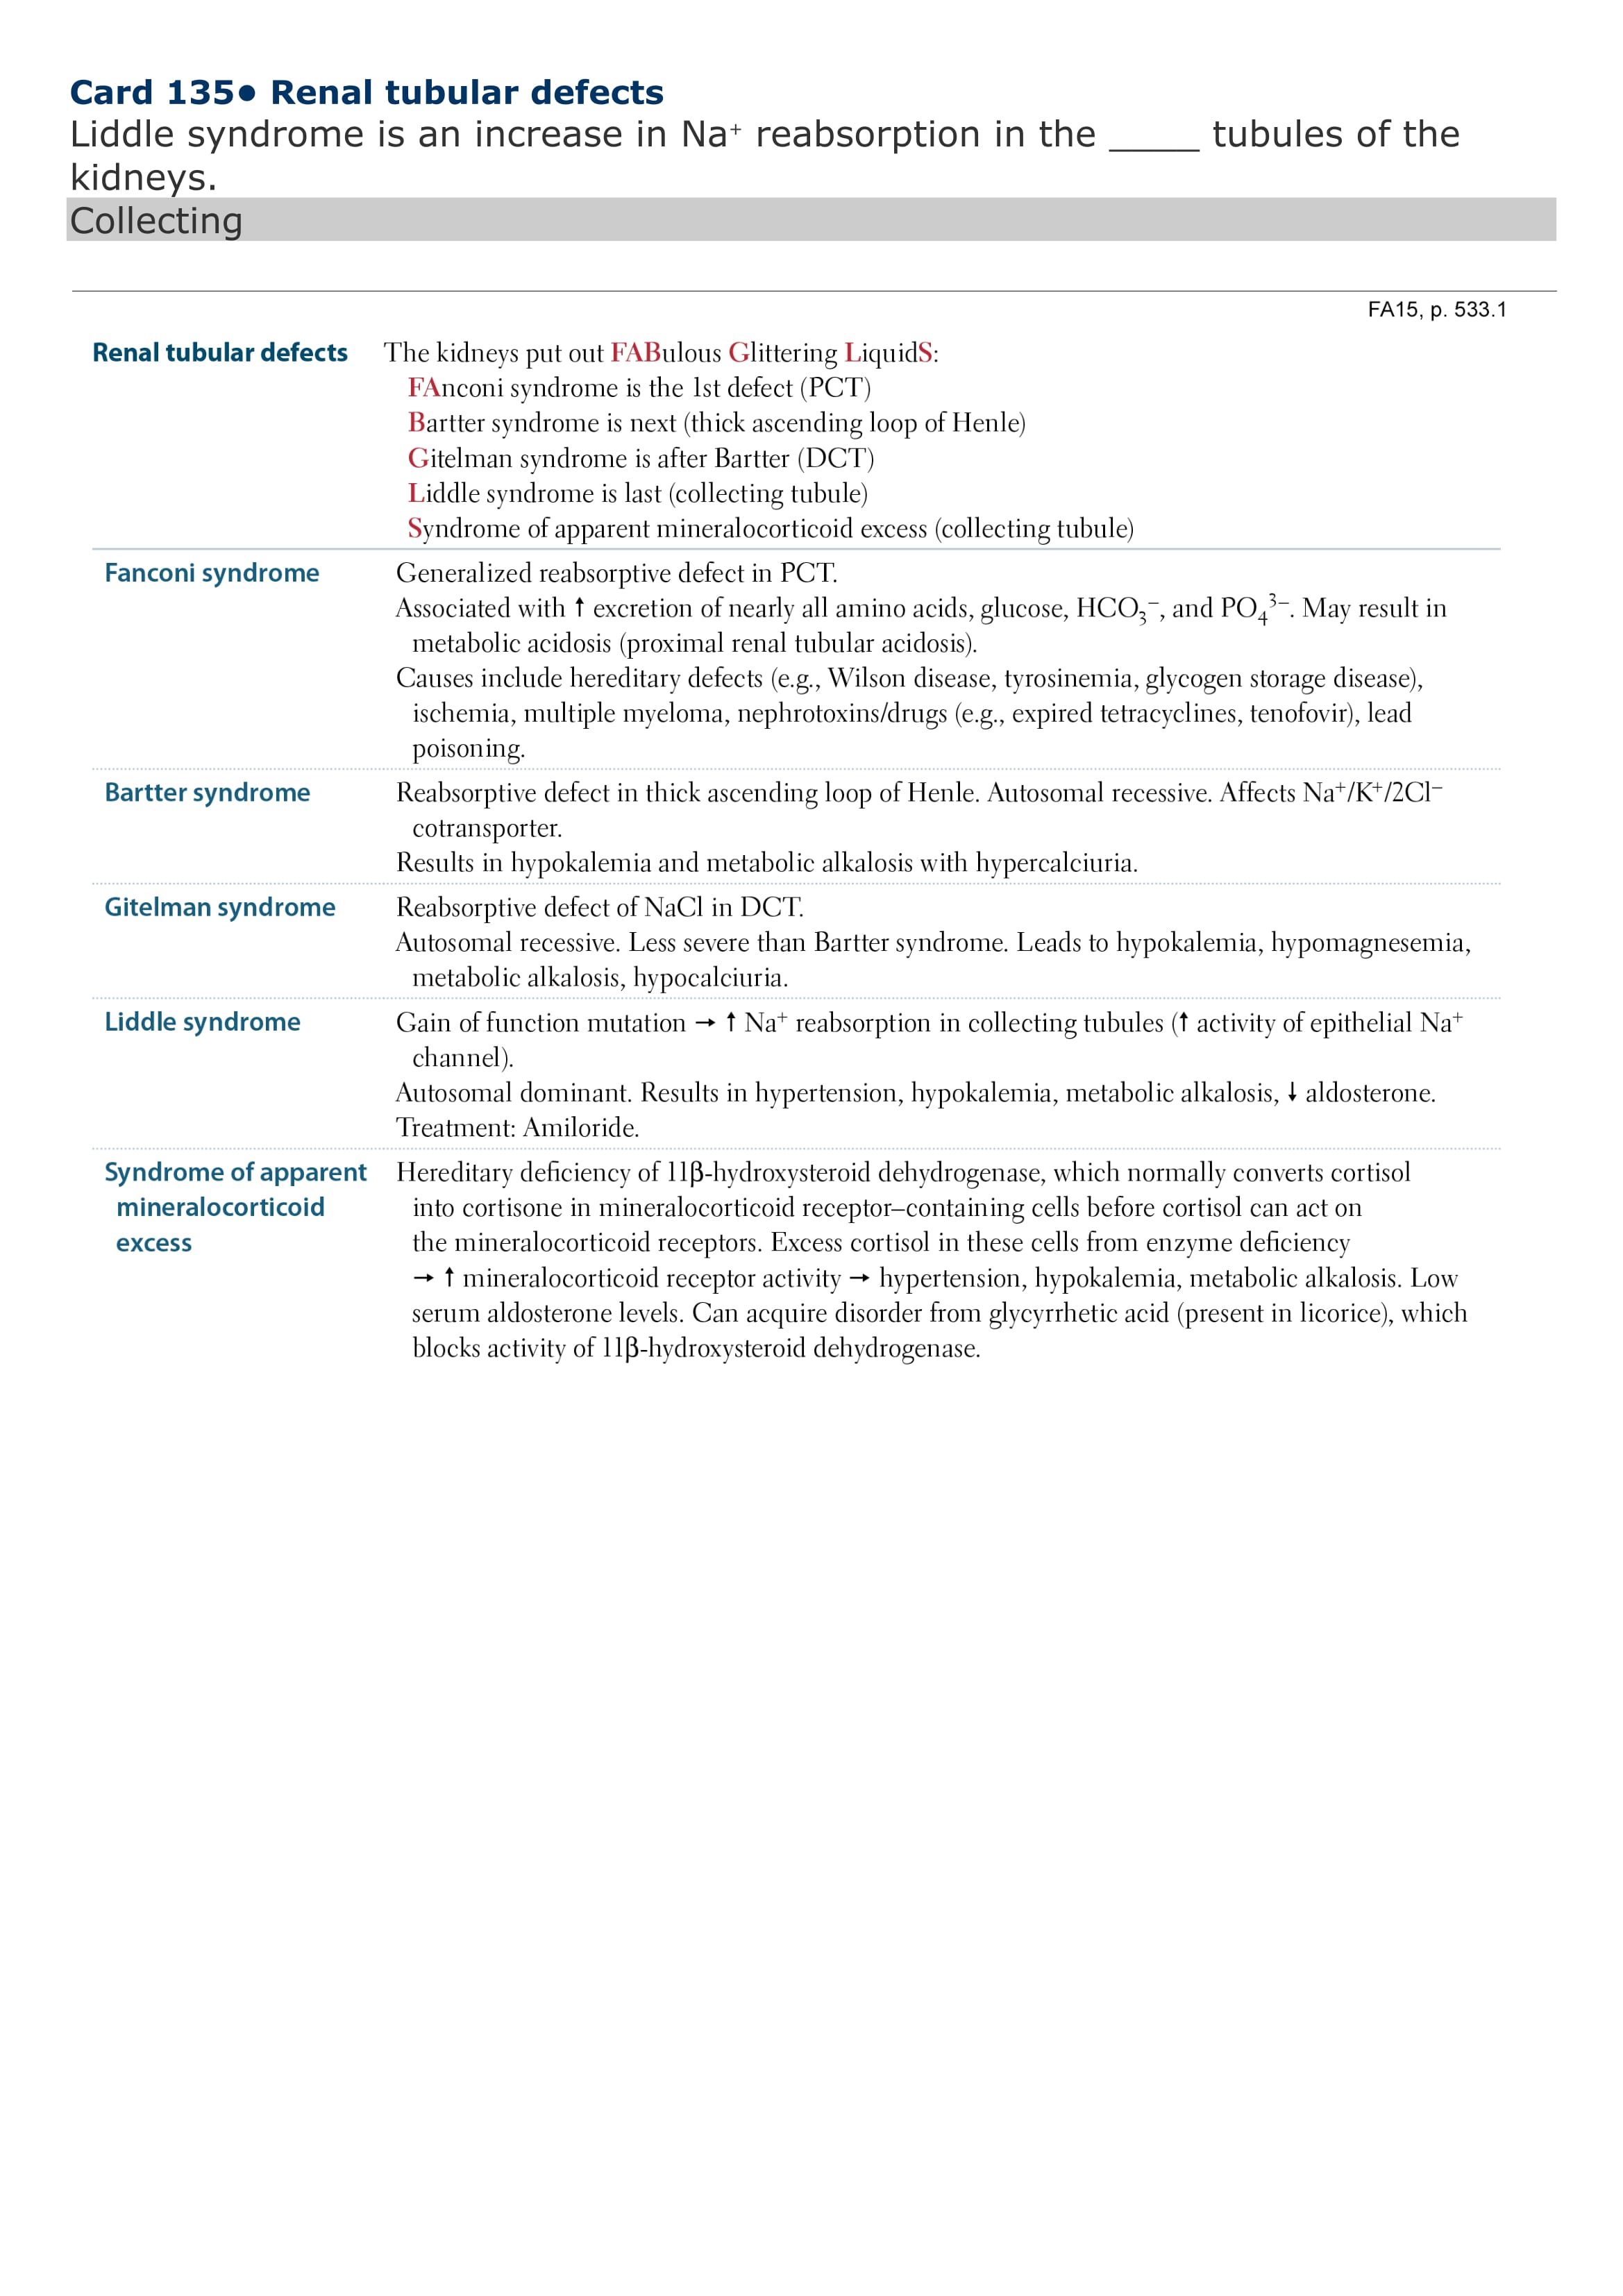 Card 135• Renal tubular defects
Liddle syndrome is an increase in Na⁺ reabsorption in the _____ tubules of the
kidneys.
Collecting
FA15, p. 533.1
Renal tubular defects The kidneys put out FABulous Glittering LiquidS:
FAnconi syndrome is the 1st defect (PCT)
Bartter syndrome is next (thick ascending loop of Henle)
Gitelman syndrome is after Bartter (DCT)
Liddle syndrome is last (collecting tubule)
Syndrome of apparent mineralocorticoid excess (collecting tubule)
Fanconi syndrome Generalized reabsorptive defect in PCT.
Associated with ↑ excretion of nearly all amino acids, glucose, HCO₃⁻, and PO₄³⁻. May result in
metabolic acidosis (proximal renal tubular acidosis).
Causes include hereditary defects (e.g., Wilson disease, tyrosinemia, glycogen storage disease),
ischemia, multiple myeloma, nephrotoxins/drugs (e.g., expired tetracyclines, tenofovir), lead
poisoning.
Bartter syndrome Reabsorptive defect in thick ascending loop of Henle. Autosomal recessive. Affects Na⁺/K⁺/2Cl⁻
cotransporter.
Results in hypokalemia and metabolic alkalosis with hypercalciuria.
Gitelman syndrome Reabsorptive defect of NaCl in DCT.
Autosomal recessive. Less severe than Bartter syndrome. Leads to hypokalemia, hypomagnesemia,
metabolic alkalosis, hypocalciuria.
Liddle syndrome Gain of function mutation → ↑ Na⁺ reabsorption in collecting tubules (↑ activity of epithelial Na⁺
channel).
Autosomal dominant. Results in hypertension, hypokalemia, metabolic alkalosis, ↓ aldosterone.
Treatment: Amiloride.
Syndrome of apparent Hereditary deficiency of 11β-hydroxysteroid dehydrogenase, which normally converts cortisol
mineralocorticoid into cortisone in mineralocorticoid receptor–containing cells before cortisol can act on
excess the mineralocorticoid receptors. Excess cortisol in these cells from enzyme deficiency
→ ↑ mineralocorticoid receptor activity → hypertension, hypokalemia, metabolic alkalosis. Low
serum aldosterone levels. Can acquire disorder from glycyrrhetic acid (present in licorice), which
blocks activity of 11β-hydroxysteroid dehydrogenase.